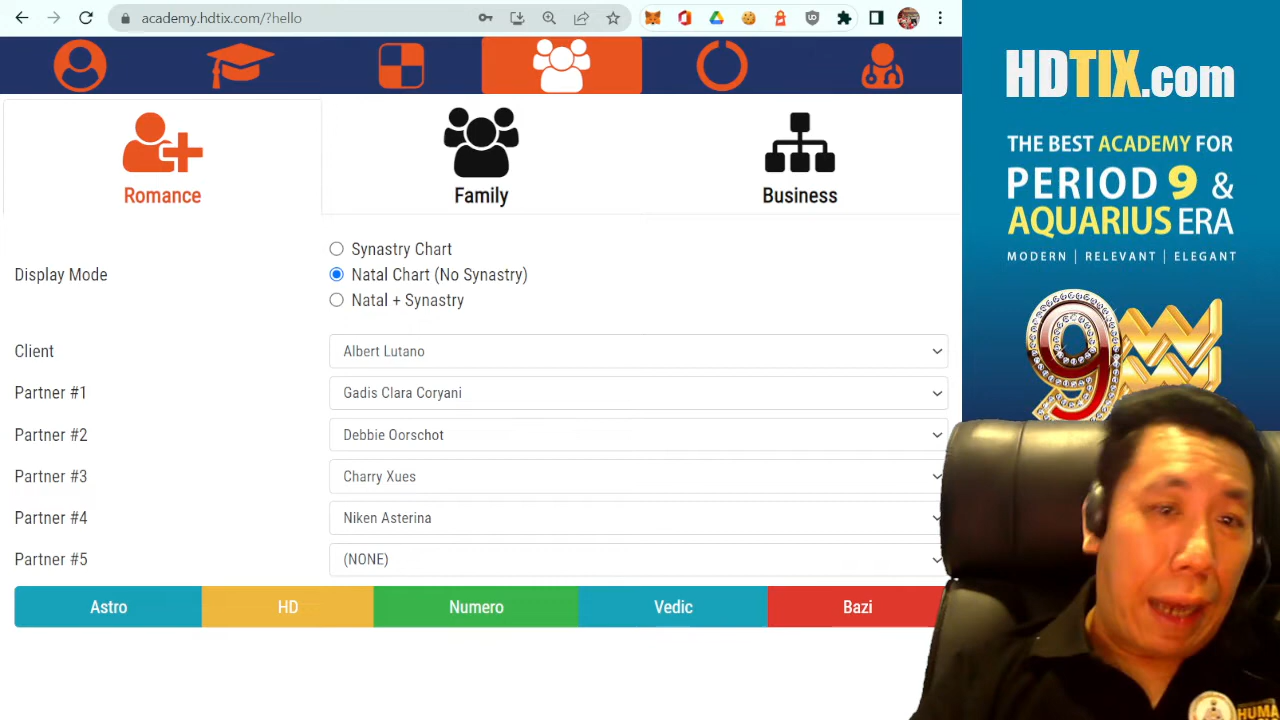 academy.hdtix.com/?hello
Romance
Family
Business
Display Mode
Synastry Chart
Natal Chart (No Synastry)
Natal + Synastry
Client
Albert Lutano
Partner #1
Gadis Clara Coryani
Partner #2
Debbie Oorschot
Partner #3
Charry Xues
Partner #4
Niken Asterina
Partner #5
(NONE)
Astro
HD
Numero
Vedic
Bazi
HDTIX.com
THE BEST ACADEMY FOR
PERIOD 9 &
AQUARIUS ERA
MODERN | RELEVANT | ELEGANT
9
HUMA